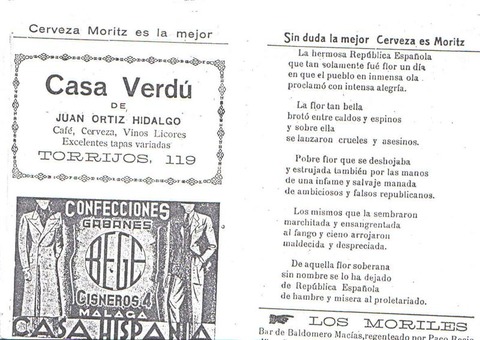 Cerveza Moritz es la mejor
Casa Verdú
DE
JUAN ORTIZ HIDALGO
Café, Cerveza, Vinos Licores
Excelentes tapas variadas
TORRIJOS, 119
CONFECCIONES
GABANES
BEGE
CISNEROS 4
MALAGA
CASA HISPANIA
Sin duda la mejor Cerveza es Moritz
La hermosa República Española
que tan solamente fué flor un dia
en que el pueblo en inmensa ola
proclamó con intensa alegría.
La flor tan bella
brotó entre caldos y espinos
y sobre ella
se lanzaron crueles y asesinos.
Pobre flor que se deshojaba
y estrujada también por las manos
de una infame y salvaje manada
de ambiciosos y falsos republicanos.
Los mismos que la sembraron
marchitada y ensangrentada
al fango y cieno arrojaron
maldecida y despreciada.
De aquella flor soberana
sin nombre se lo ha dejado
de República Española
de hambre y misera al proletariado.
LOS MORILES
Bar de Baldomero Macías, regenteado por Paco